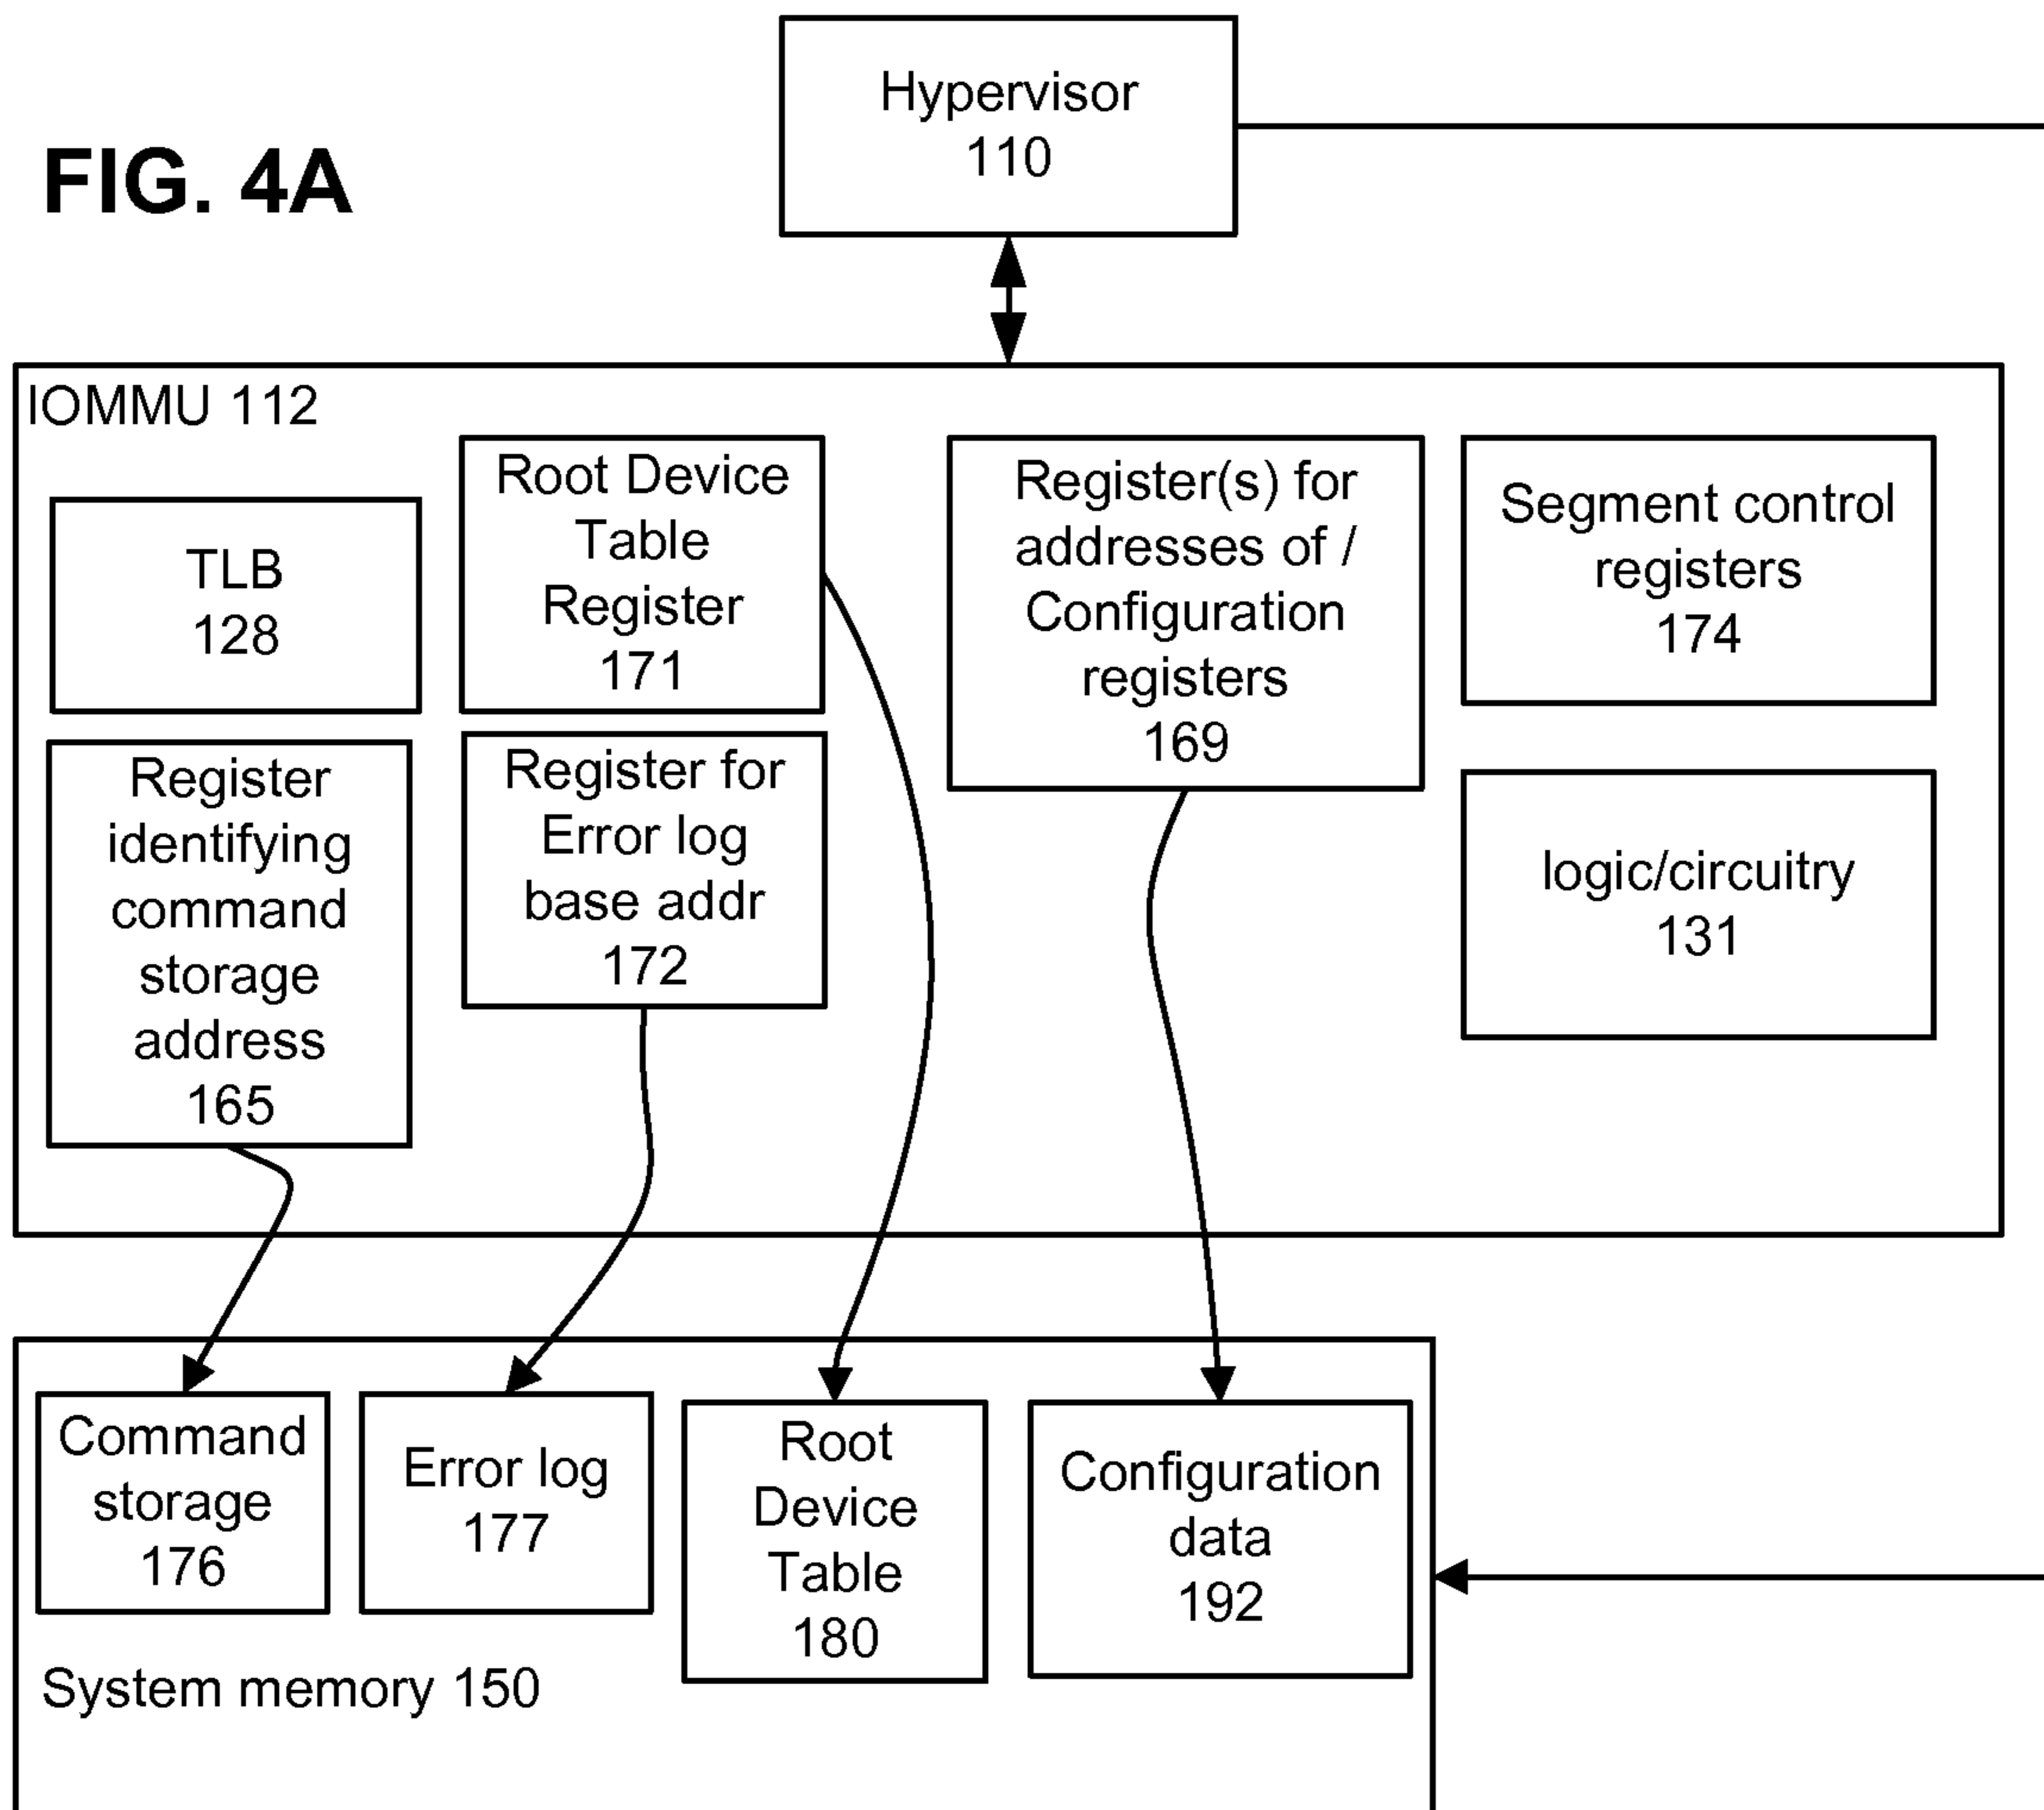 FIG. 4A
Hypervisor
110
IOMMU 112
TLB
128
Root Device
Table
Register
171
Register(s) for
addresses of /
Configuration
registers
169
Segment control
registers
174
Register
identifying
command
storage
address
165
Register for
Error log
base addr
172
logic/circuitry
131
Command
storage
176
Error log
177
Root
Device
Table
180
Configuration
data
192
System memory 150